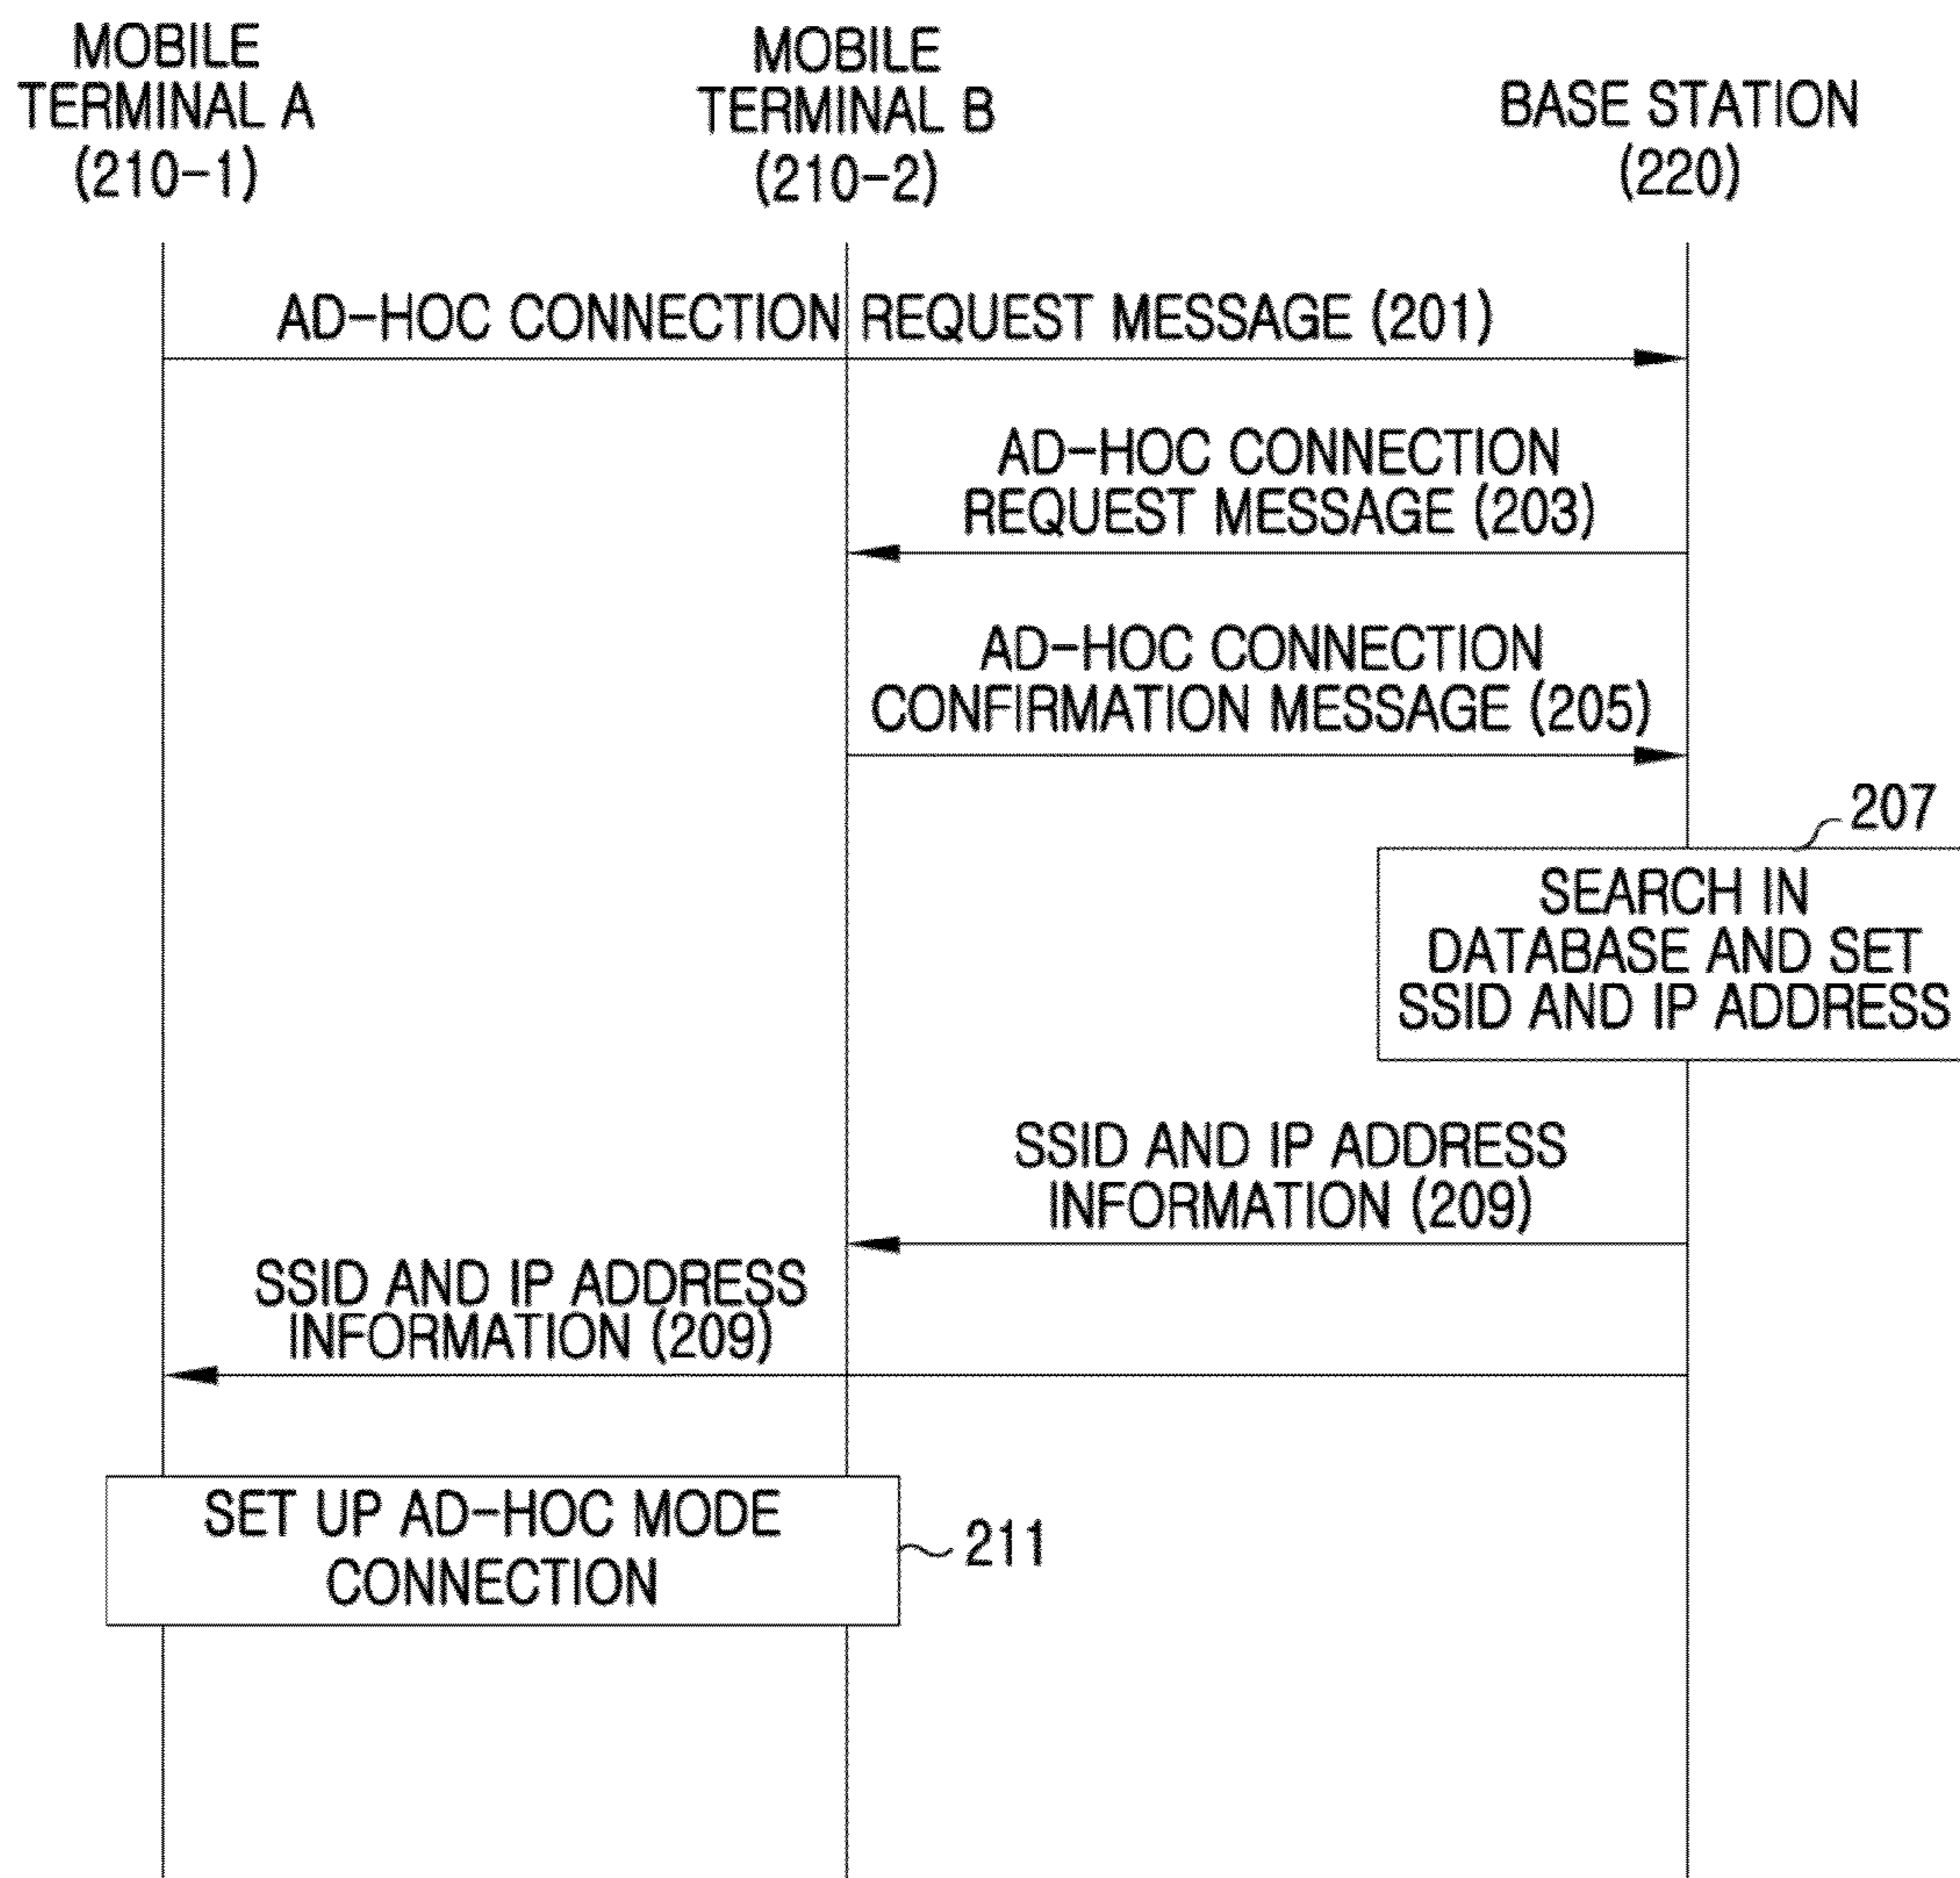 MOBILE
TERMINAL A
(210-1)
MOBILE
TERMINAL B
(210-2)
BASE STATION
(220)
AD-HOC CONNECTION REQUEST MESSAGE (201)
AD-HOC CONNECTION
REQUEST MESSAGE (203)
AD-HOC CONNECTION
CONFIRMATION MESSAGE (205)
207
SEARCH IN
DATABASE AND SET
SSID AND IP ADDRESS
SSID AND IP ADDRESS
INFORMATION (209)
SSID AND IP ADDRESS
INFORMATION (209)
SET UP AD-HOC MODE
CONNECTION
211